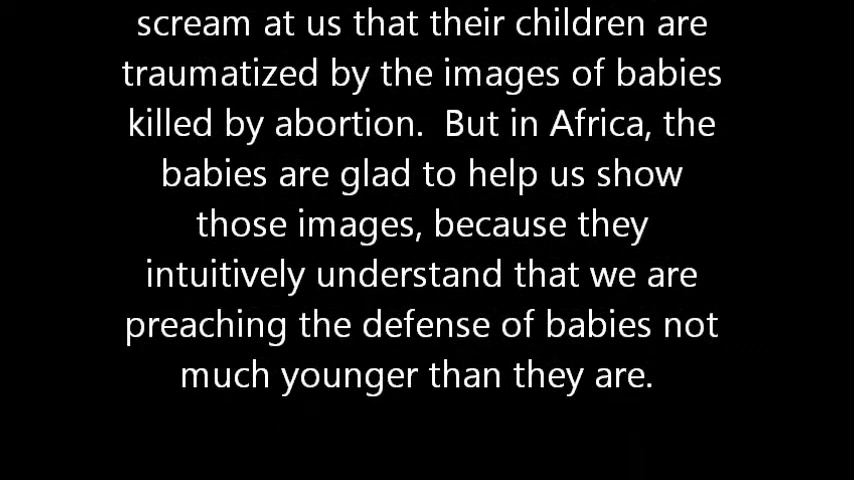 scream at us that their children are
traumatized by the images of babies
killed by abortion.  But in Africa, the
babies are glad to help us show
those images, because they
intuitively understand that we are
preaching the defense of babies not
much younger than they are.